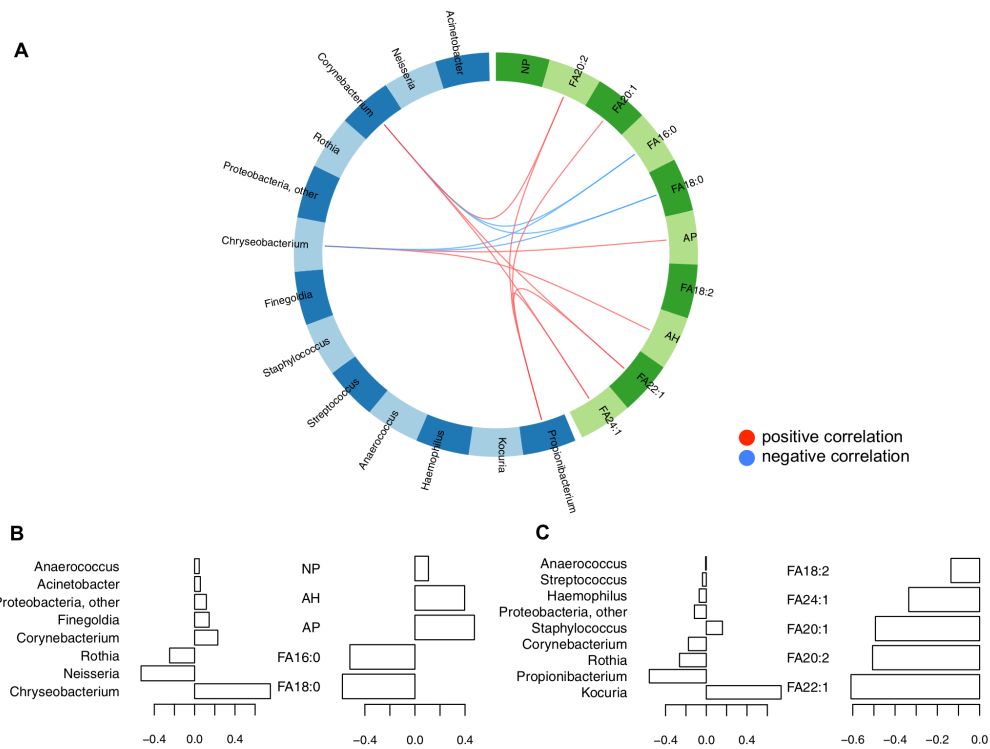 A
Acinetobacter
Neisseria
Corynebacterium
Rothia
Proteobacteria, other
Chryseobacterium
Finegoldia
Staphylococcus
Streptococcus
Anaerococcus
Haemophilus
Kocuria
Propionibacterium
NP
FA20:2
FA20:1
FA16:0
FA18:0
AP
FA18:2
AH
FA22:1
FA24:1
positive correlation
negative correlation
B
Anaerococcus
Acinetobacter
Proteobacteria, other
Finegoldia
Corynebacterium
Rothia
Neisseria
Chryseobacterium
−0.4 0.0 0.4
NP
AH
AP
FA16:0
FA18:0
−0.4 0.0 0.4
C
Anaerococcus
Streptococcus
Haemophilus
Proteobacteria, other
Staphylococcus
Corynebacterium
Rothia
Propionibacterium
Kocuria
−0.4 0.0 0.4
FA18:2
FA24:1
FA20:1
FA20:2
FA22:1
−0.6 −0.4 −0.2 0.0